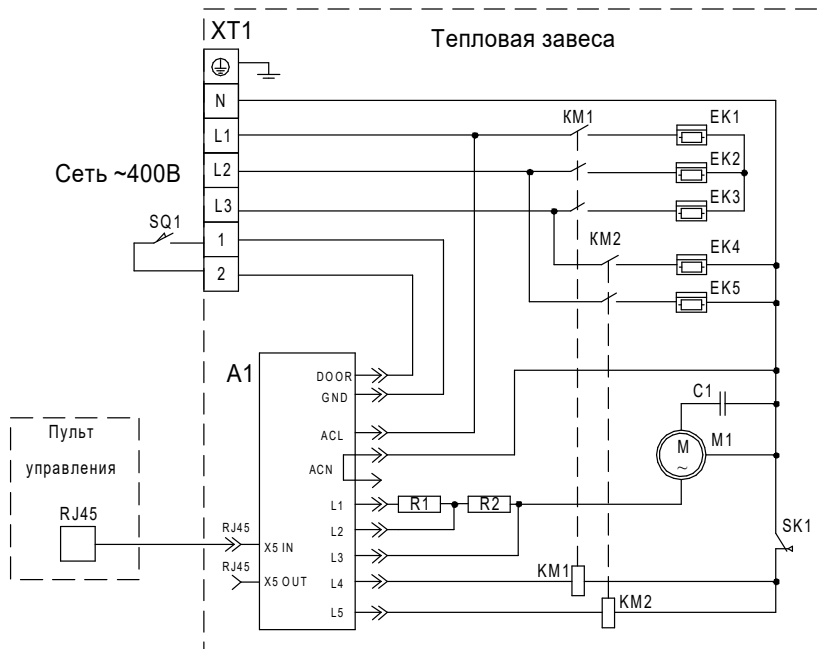 XT1
Тепловая завеса
N
L1
L2
L3
1
2
Сеть ~400В
SQ1
KM1
EK1
EK2
EK3
KM2
EK4
EK5
A1
DOOR
GND
ACL
ACN
L1
L2
L3
L4
L5
X5 IN
X5 OUT
RJ45
RJ45
R1
R2
C1
M
~
M1
SK1
KM1
KM2
Пульт
управления
RJ45